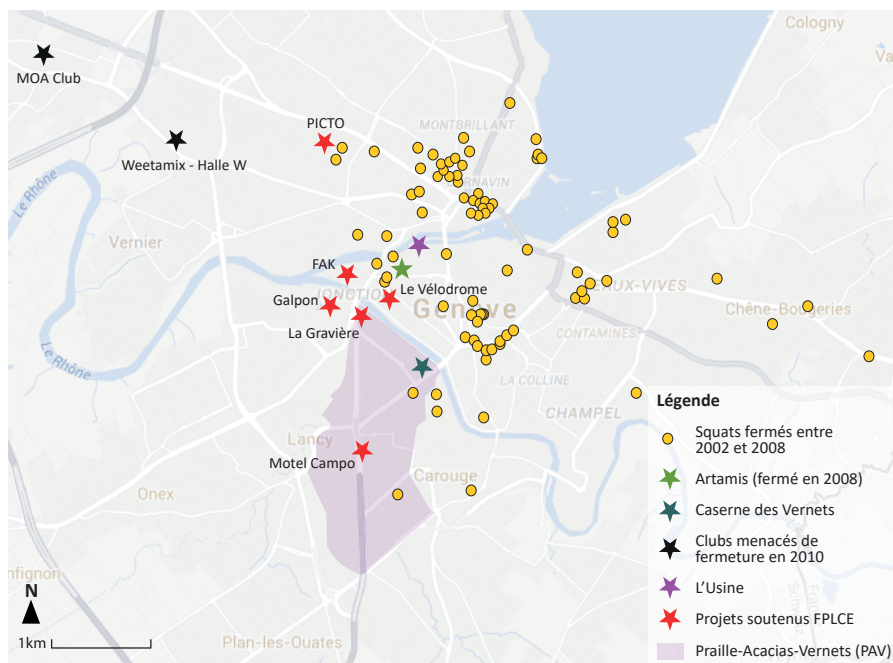 Cologny
MOA Club
PICTO
MONTBRILLANT
Weetamix - Halle W
RNAVIN
Le Rhône
Vernier
FAK
JONCTION
Le Vélodrome
EAUX-VIVES
Galpon
Genève
Chêne-Bougeries
La Gravière
CONTAMINES
Le Rhône
LA COLLINE
CHAMPEL
Lancy
Motel Campo
Carouge
Onex
nfignon
Plan-les-Ouates
N
1km
Légende
Squats fermés entre
2002 et 2008
Artamis (fermé en 2008)
Caserne des Vernets
Clubs menacés de
fermeture en 2010
L'Usine
Projets soutenus FPLCE
Praille-Acacias-Vernets (PAV)